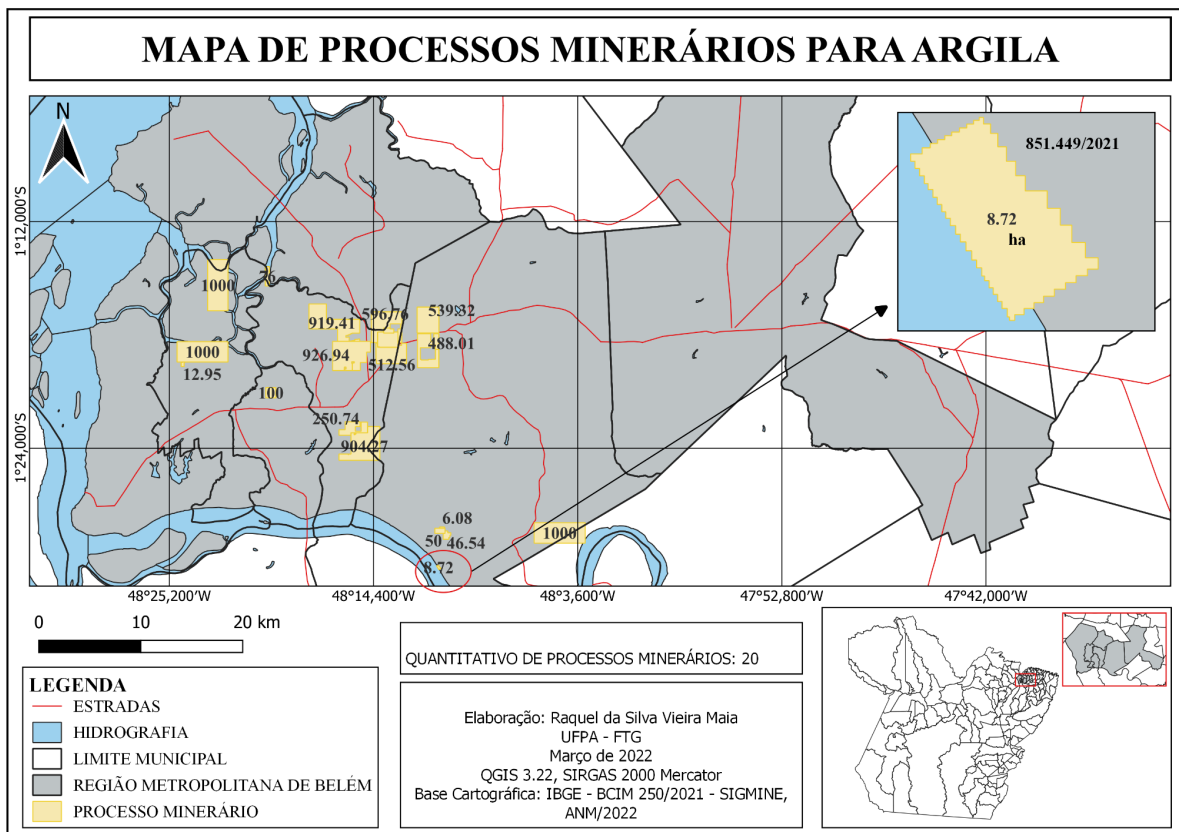 MAPA DE PROCESSOS MINERÁRIOS PARA ARGILA
N
851.449/2021
8.72
ha
1°12,000'S
1°24,000'S
1000
76
919.41
596.76
539.32
1000
926.94
488.01
12.95
512.56
100
250.74
904.27
6.08
50
46.54
1000
8.72
48°25,200'W
48°14,400'W
48°3,600'W
47°52,800'W
47°42,000'W
0 10 20 km
QUANTITATIVO DE PROCESSOS MINERÁRIOS: 20
LEGENDA
ESTRADAS
HIDROGRAFIA
LIMITE MUNICIPAL
REGIÃO METROPOLITANA DE BELÉM
PROCESSO MINERÁRIO
Elaboração: Raquel da Silva Vieira Maia
UFPA - FTG
Março de 2022
QGIS 3.22, SIRGAS 2000 Mercator
Base Cartográfica: IBGE - BCIM 250/2021 - SIGMINE,
ANM/2022